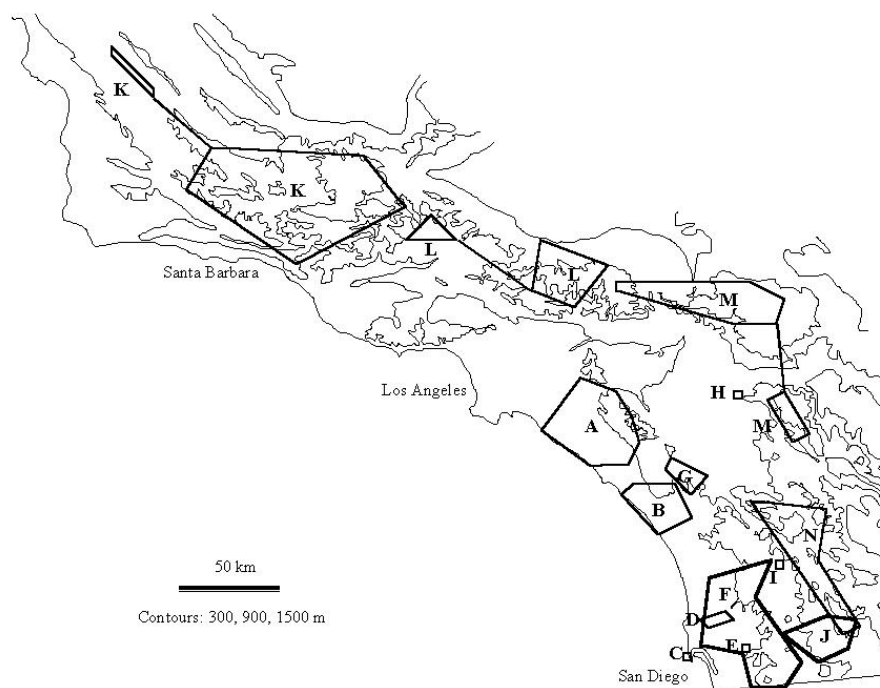 K
K
L
Santa Barbara
L
M
Los Angeles
H
A
M
G
B
N
50 km
I
F
Contours: 300, 900, 1500 m
D
J
E
C
San Diego